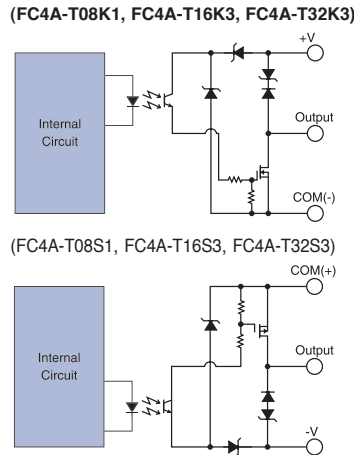 (FC4A-T08K1, FC4A-T16K3, FC4A-T32K3)
+V
Internal
Circuit
Output
COM(-)
(FC4A-T08S1, FC4A-T16S3, FC4A-T32S3)
COM(+)
Internal
Circuit
Output
-V